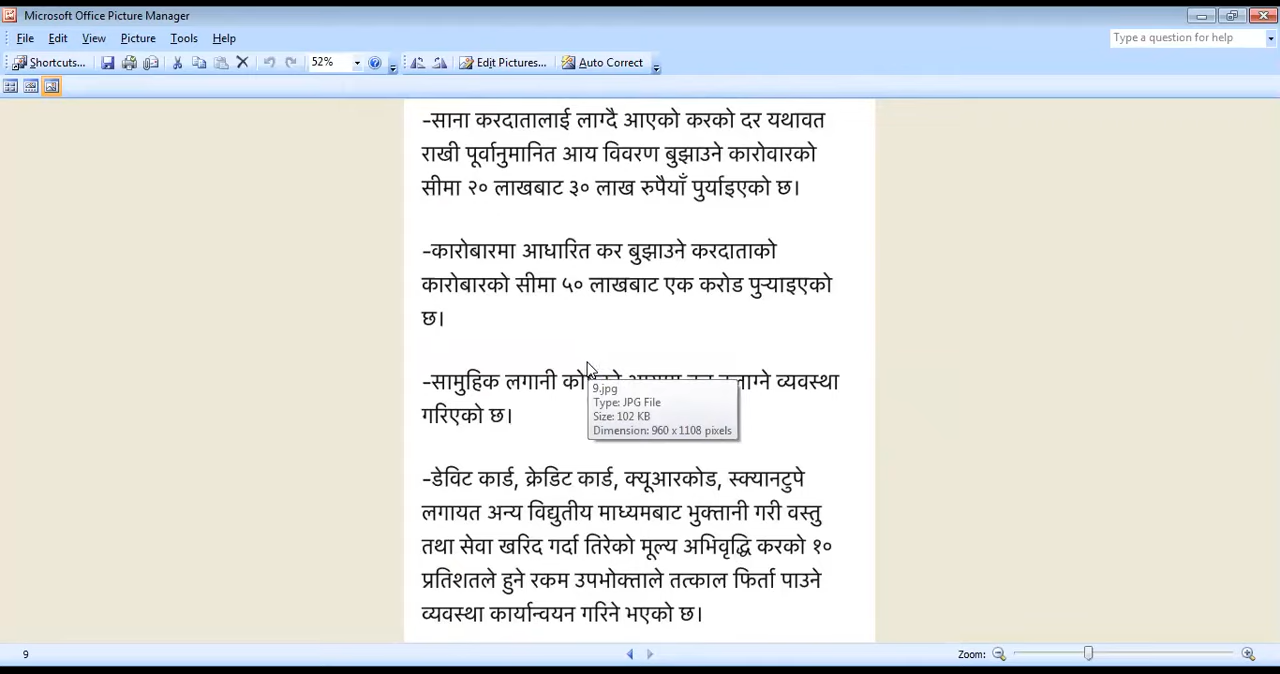 Microsoft Office Picture Manager
File Edit View Picture Tools Help
Type a question for help
Shortcuts... 52% Edit Pictures... Auto Correct
-साना करदातालाई लाग्दै आएको करको दर यथावत
राखी पूर्वानुमानित आय विवरण बुझाउने कारोवारको
सीमा २० लाखबाट ३० लाख रुपैयाँ पुर्याइएको छ।
-कारोबारमा आधारित कर बुझाउने करदाताको
कारोबारको सीमा ५० लाखबाट एक करोड पुऱ्याइएको
छ।
-सामुहिक लगानी व्यवस्था
गरिएको छ।
9.jpg
Type: JPG File
Size: 102 KB
Dimension: 960 x 1108 pixels
-डेविट कार्ड, क्रेडिट कार्ड, क्यूआरकोड, स्क्यानटुपे
लगायत अन्य विद्युतीय माध्यमबाट भुक्तानी गरी वस्तु
तथा सेवा खरिद गर्दा तिरेको मूल्य अभिवृद्धि करको १०
प्रतिशतले हुने रकम उपभोक्ताले तत्काल फिर्ता पाउने
व्यवस्था कार्यान्वयन गरिने भएको छ।
9 Zoom: